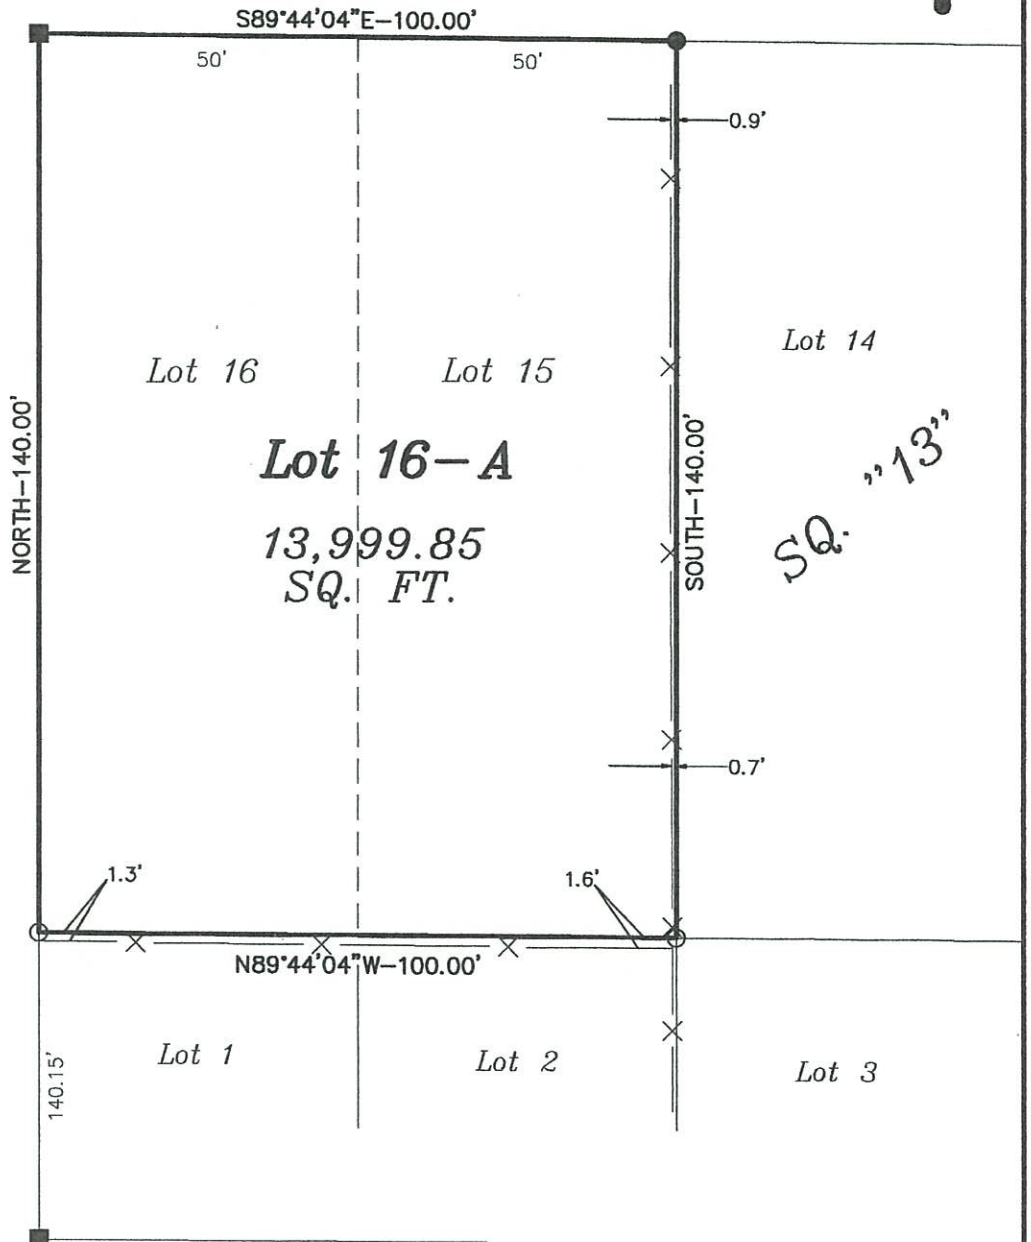 S89°44'04"E-100.00'
50' 50'
0.9'
Lot 14
Lot 16 Lot 15
NORTH-140.00'
Lot 16-A
SOUTH-140.00'
SQ. "13"
13,999.85
SQ. FT.
0.7'
1.3' 1.6'
N89°44'04"W-100.00'
Lot 1 Lot 2 Lot 3
140.15'